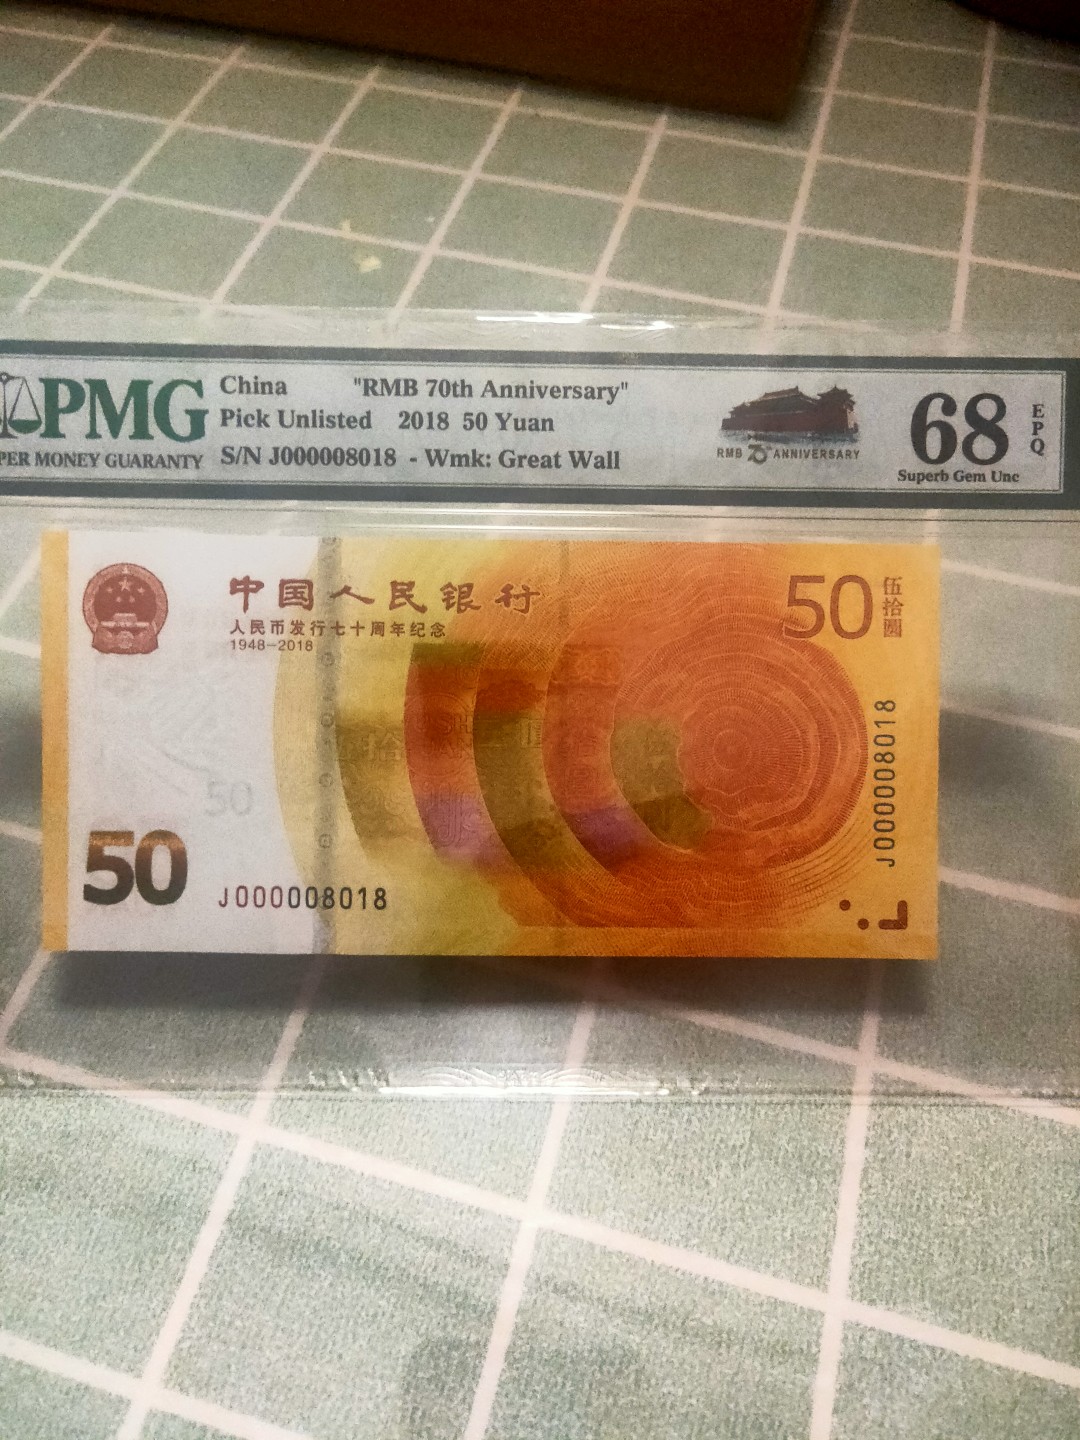 PMG
PER MONEY GUARANTY
China "RMB 70th Anniversary"
Pick Unlisted 2018 50 Yuan
S/N J000008018 - Wmk: Great Wall
RMB 70 ANNIVERSARY
68
EPQ
Superb Gem Unc
中国人民银行
人民币发行七十周年纪念
1948-2018
50
伍拾圆
J000008018
50
50
J000008018